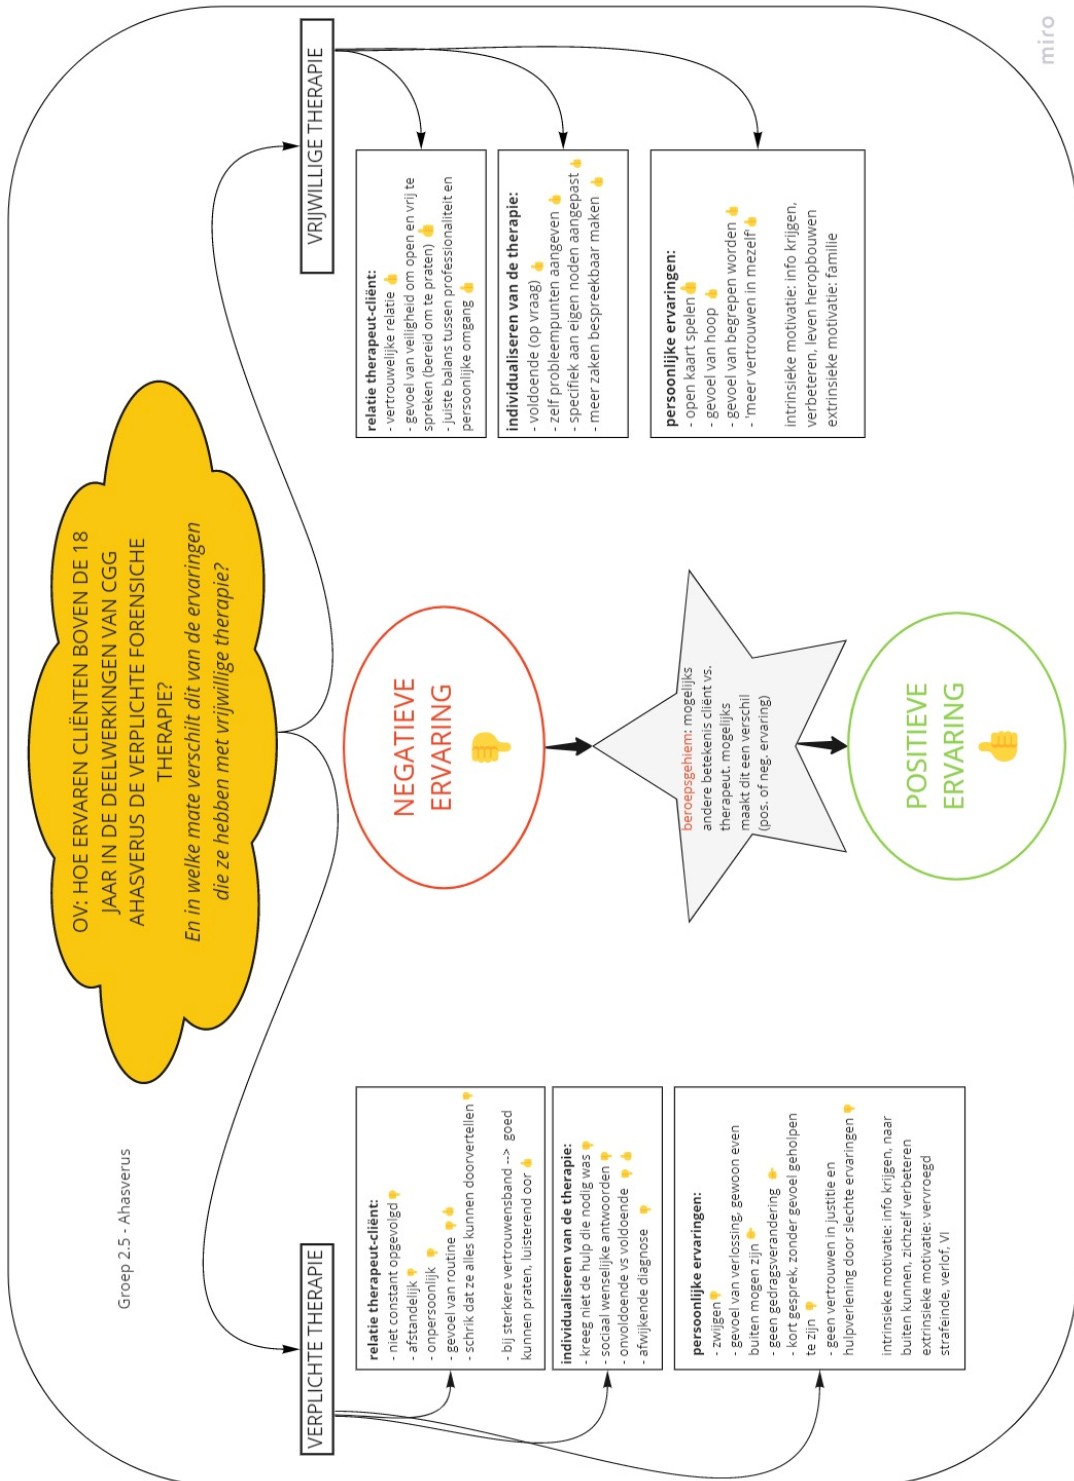 Groep 2.5 - Ahasverus
OV: HOE ERVAREN CLIËNTEN BOVEN DE 18
JAAR IN DE DEELWERKINGEN VAN CGG
AHASVERUS DE VERPLICHTE FORENSICHE
THERAPIE?
En in welke mate verschilt dit van de ervaringen
die ze hebben met vrijwillige therapie?
VERPLICHTE THERAPIE
relatie therapeut-cliënt:
- niet constant opgevolgd
- afstandelijk
- onpersoonlijk
- gevoel van routine
- schrik dat ze alles kunnen doorvertellen
- bij sterkere vertrouwensband --> goed
kunnen praten, luisterend oor
individualiseren van de therapie:
- kreeg niet de hulp die nodig was
- sociaal wenselijke antwoorden
- onvoldoende vs voldoende
- afwijkende diagnose
persoonlijke ervaringen:
- zwijgen
- gevoel van verlossing, gewoon even
buiten mogen zijn
- geen gedragsverandering
- kort gesprek, zonder gevoel geholpen
te zijn
- geen vertrouwen in justitie en
hulpverlening door slechte ervaringen
intrinsieke motivatie: info krijgen, naar
buiten kunnen, zichzelf verbeteren
extrinsieke motivatie: vervroegd
strafeinde, verlof, VI
NEGATIEVE
ERVARING
beroepsgehiem: mogelijks
andere betekenis cliënt vs.
therapeut. mogelijks
maakt dit een verschil
(pos. of neg. ervaring)
POSITIEVE
ERVARING
VRIJWILLIGE THERAPIE
relatie therapeut-cliënt:
- vertrouwelijke relatie
- gevoel van veiligheid om open en vrij te
spreken (bereid om te praten)
- juiste balans tussen professionaliteit en
persoonlijke omgang
individualiseren van de therapie:
- voldoende (op vraag)
- zelf probleempunten aangeven
- specifiek aan eigen noden aangepast
- meer zaken bespreekbaar maken
persoonlijke ervaringen:
- open kaart spelen
- gevoel van hoop
- gevoel van begrepen worden
- 'meer vertrouwen in mezelf'
intrinsieke motivatie: info krijgen,
verbeteren, leven heropbouwen
extrinsieke motivatie: familie
miro